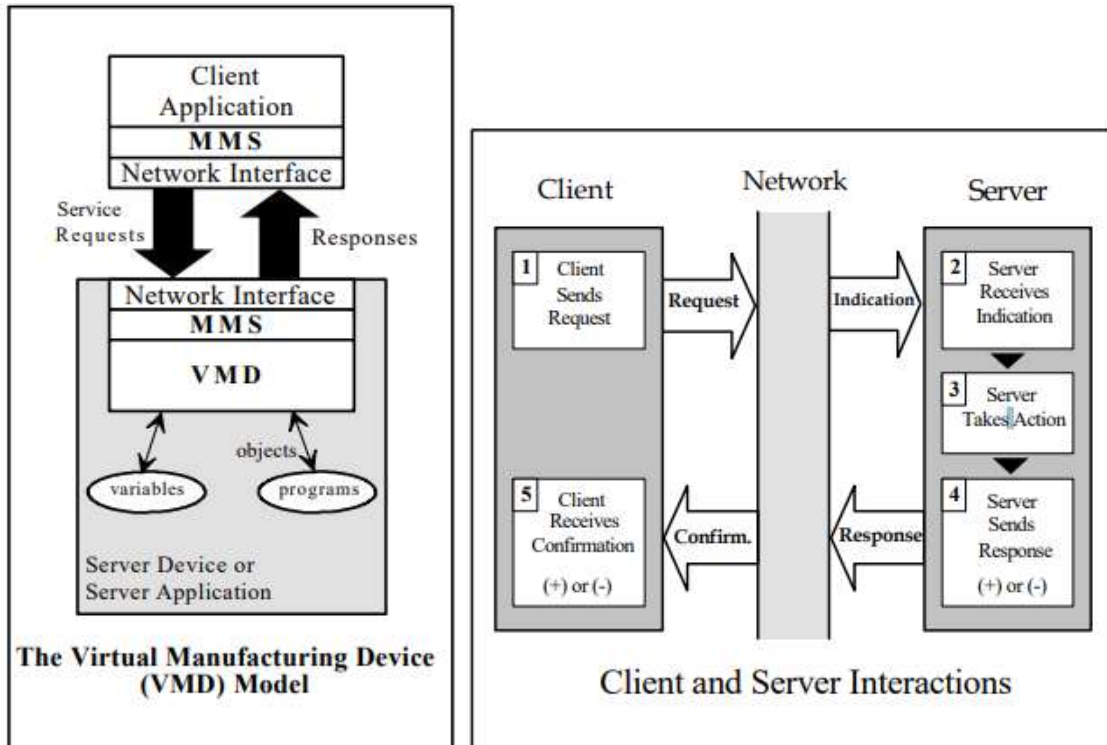 Client
Application
MMS
Network Interface
Service
Requests
Responses
Network Interface
MMS
VMD
objects
variables
programs
Server Device or
Server Application
The Virtual Manufacturing Device
(VMD) Model
Client
Network
Server
1
Client
Sends
Request
Request
Indication
2
Server
Receives
Indication
3
Server
Takes Action
5
Client
Receives
Confirmation
(+) or (-)
Confirm.
Response
4
Server
Sends
Response
(+) or (-)
Client and Server Interactions